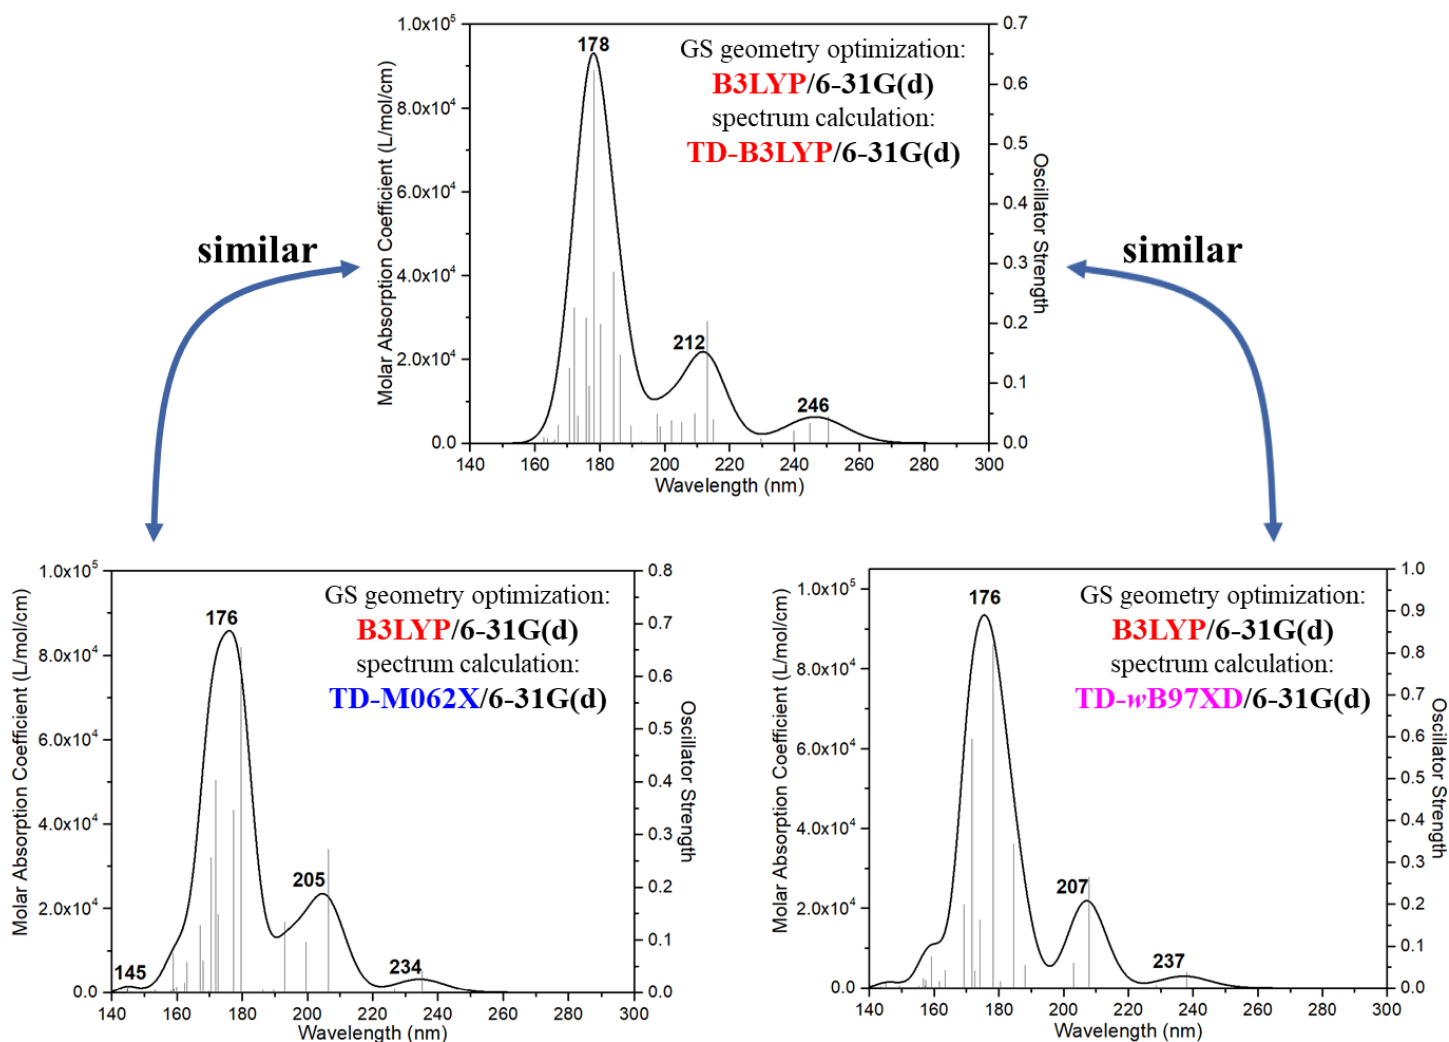 1.0x10⁵
8.0x10⁴
6.0x10⁴
4.0x10⁴
2.0x10⁴
0.0
Molar Absorption Coefficient (L/mol/cm)
178
212
246
GS geometry optimization:
B3LYP/6-31G(d)
spectrum calculation:
TD-B3LYP/6-31G(d)
0.7
0.6
0.5
0.4
0.3
0.2
0.1
0.0
Oscillator Strength
140 160 180 200 220 240 260 280 300
Wavelength (nm)
similar
similar
1.0x10⁵
8.0x10⁴
6.0x10⁴
4.0x10⁴
2.0x10⁴
0.0
Molar Absorption Coefficient (L/mol/cm)
145
176
205
234
GS geometry optimization:
B3LYP/6-31G(d)
spectrum calculation:
TD-M062X/6-31G(d)
0.8
0.7
0.6
0.5
0.4
0.3
0.2
0.1
0.0
Oscillator Strength
140 160 180 200 220 240 260 280 300
Wavelength (nm)
1.0x10⁵
8.0x10⁴
6.0x10⁴
4.0x10⁴
2.0x10⁴
0.0
Molar Absorption Coefficient (L/mol/cm)
176
207
237
GS geometry optimization:
B3LYP/6-31G(d)
spectrum calculation:
TD-wB97XD/6-31G(d)
1.0
0.9
0.8
0.7
0.6
0.5
0.4
0.3
0.2
0.1
0.0
Oscillator Strength
140 160 180 200 220 240 260 280 300
Wavelength (nm)